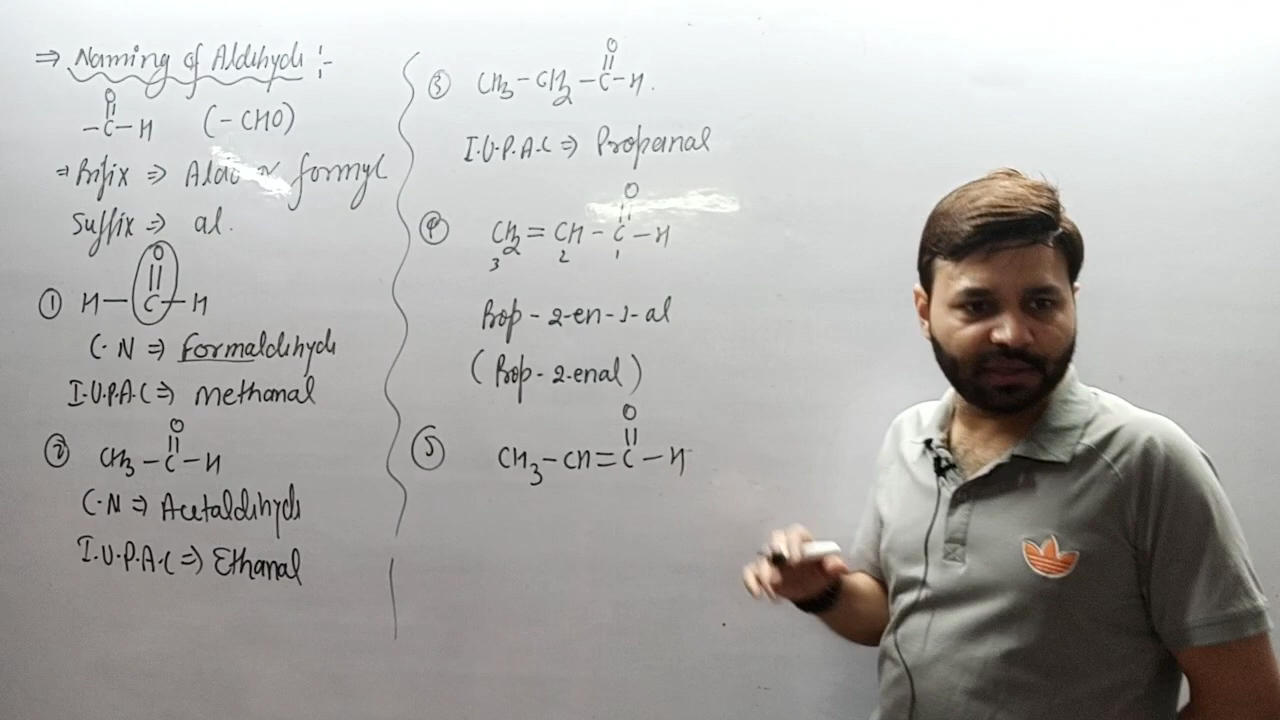 ⇒ Naming of Aldehyde :-
O
||
-C-H (-CHO)
⇒ Prefix ⇒ Aldo or formyl
Suffix ⇒ al.
① O
||
H-C-H
C.N ⇒ Formaldehyde
I.U.P.A.C ⇒ methanal
② O
||
CH3-C-H
C.N ⇒ Acetaldehyde
I.U.P.A.C ⇒ Ethanal
③ O
||
CH3-CH2-C-H.
I.U.P.A.C ⇒ Propanal
④ O
||
CH2=CH-C-H
3 2 1
Prop-2-en-1-al
(Prop-2-enal)
⑤ O
||
CH3-CH=C-H